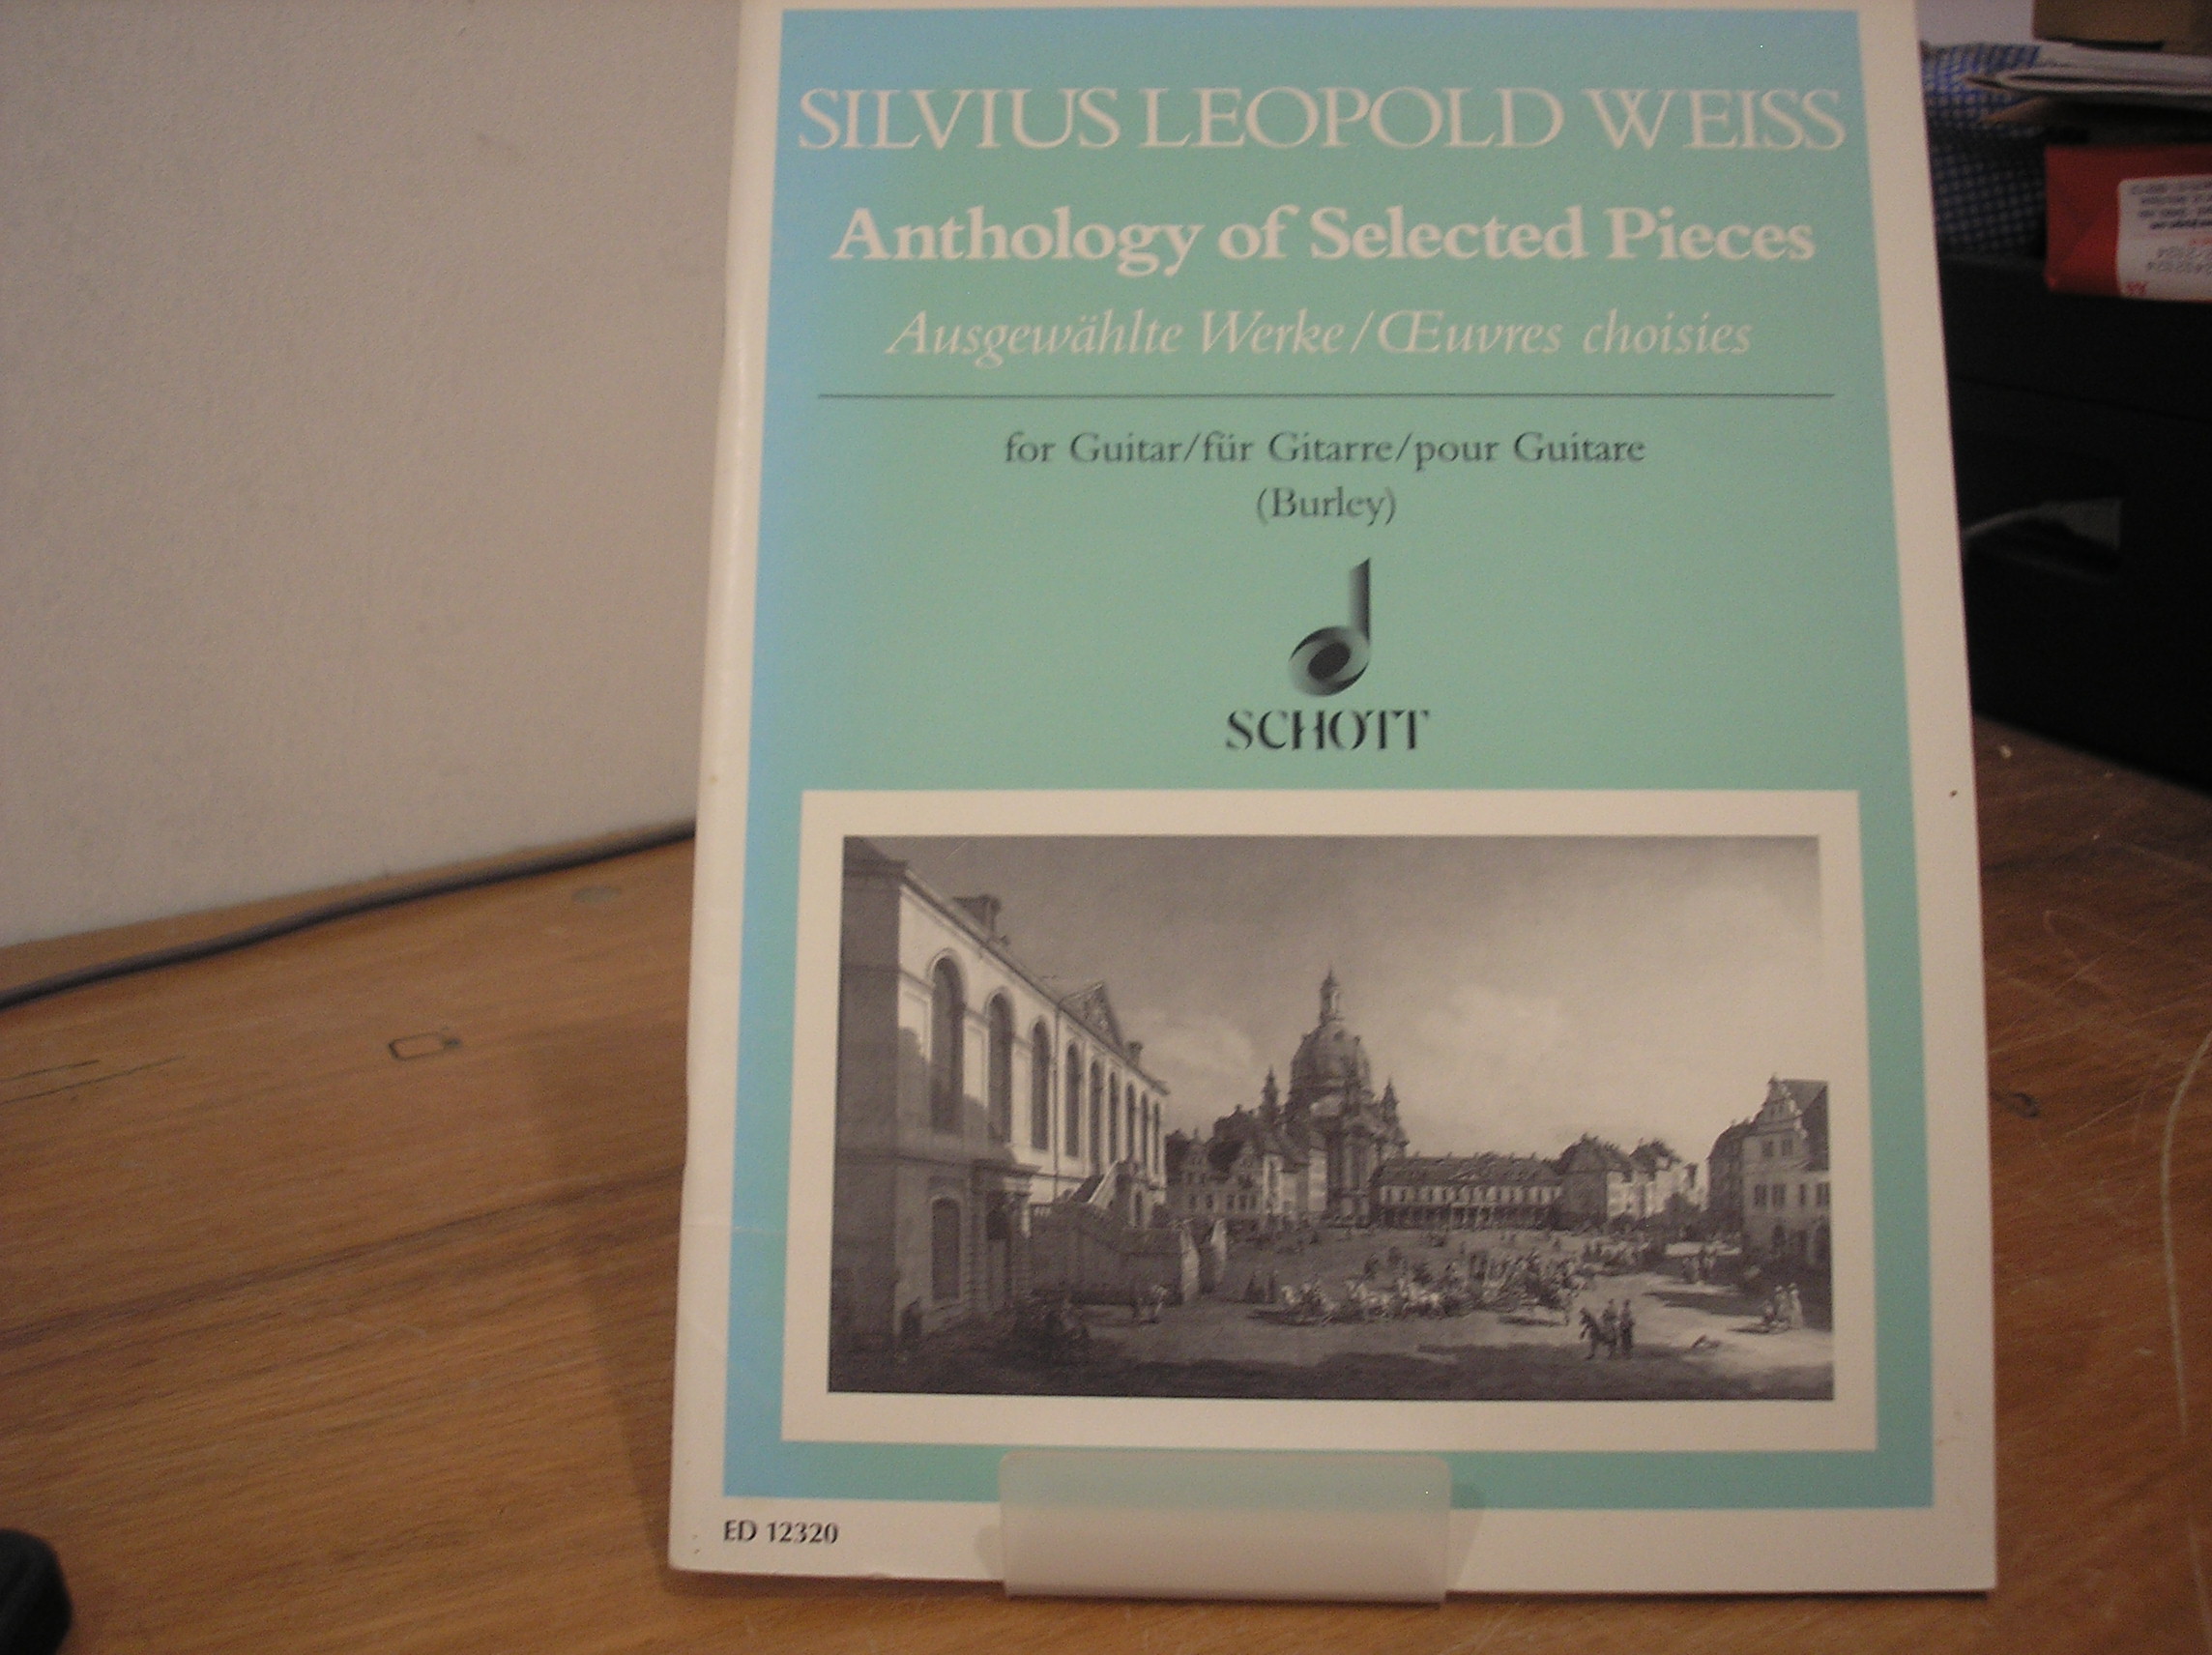 SILVIUS LEOPOLD WEISS
Anthology of Selected Pieces
Ausgewählte Werke/Œuvres choisies
for Guitar/für Gitarre/pour Guitare
(Burley)
SCHOTT
ED 12320